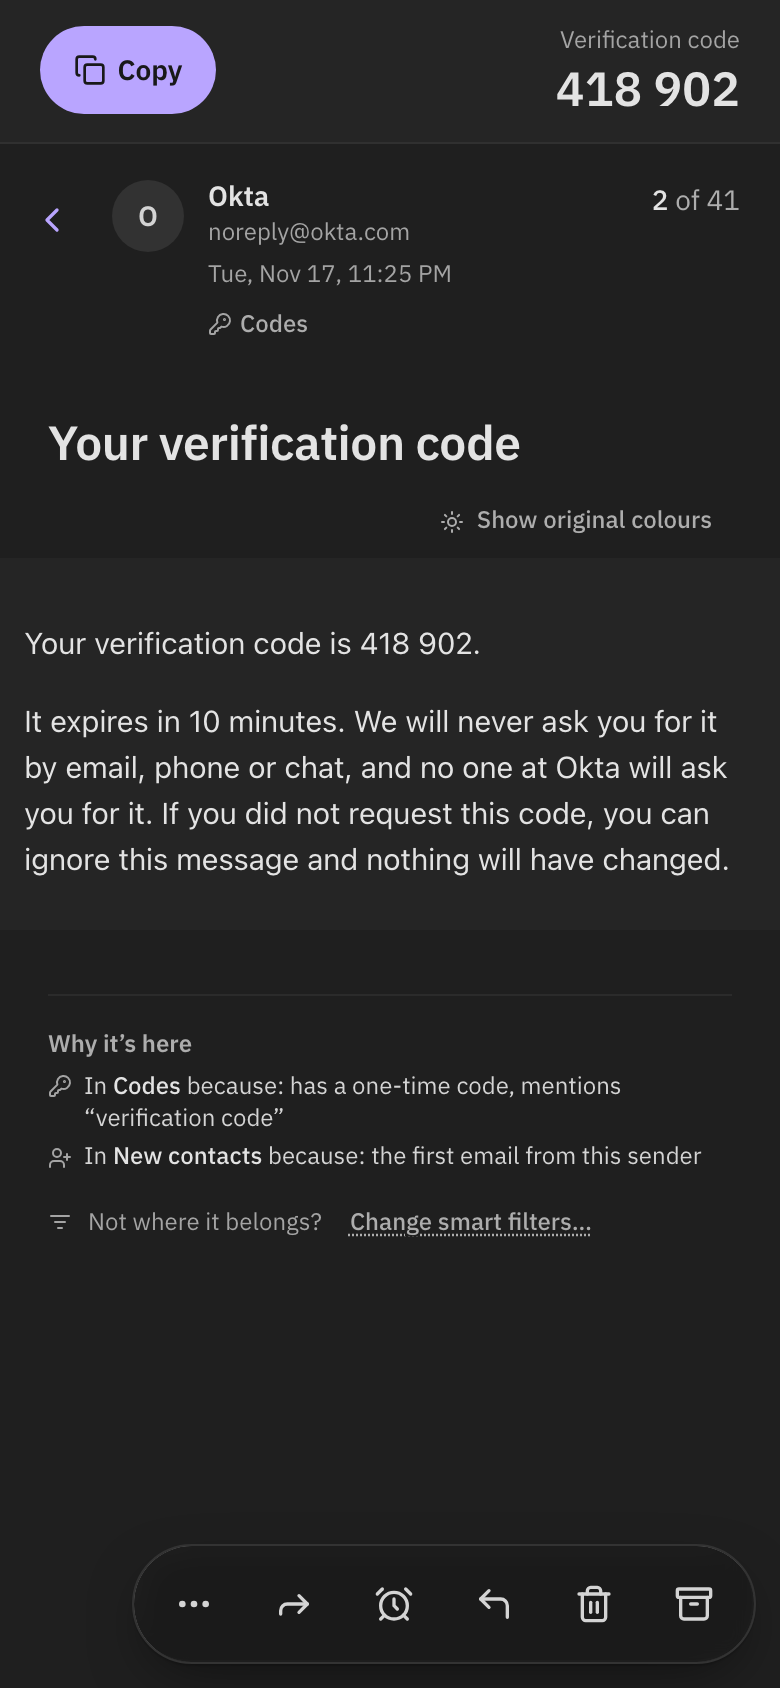 Copy
Verification code
418 902
O
Okta
2 of 41
noreply@okta.com
Tue, Nov 17, 11:25 PM
Codes
Your verification code
Show original colours
Your verification code is 418 902.
It expires in 10 minutes. We will never ask you for it
by email, phone or chat, and no one at Okta will ask
you for it. If you did not request this code, you can
ignore this message and nothing will have changed.
Why it’s here
In Codes because: has a one-time code, mentions
“verification code”
In New contacts because: the first email from this sender
Not where it belongs? Change smart filters...